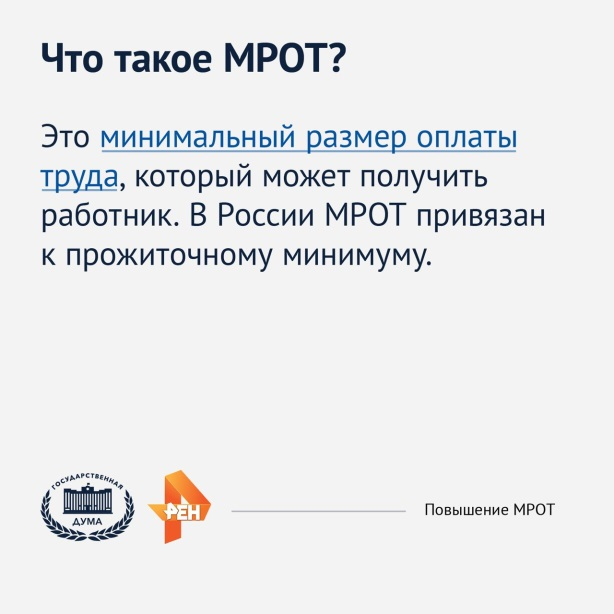 Что такое МРОТ?
Это минимальный размер оплаты
труда, который может получить
работник. В России МРОТ привязан
к прожиточному минимуму.
ГОСУДАРСТВЕННАЯ
ДУМА
РЕН
Повышение МРОТ